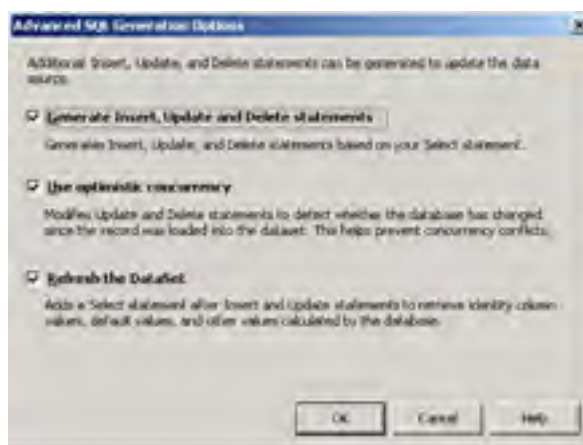 Advanced SQL Generation Options
Additional Insert, Update, and Delete statements can be generated to update the data
source.
Generate Insert, Update and Delete statements
Generates Insert, Update, and Delete statements based on your Select statement.
Use optimistic concurrency
Modifies Update and Delete statements to detect whether the database has changed
since the record was loaded into the dataset. This helps prevent concurrency conflicts.
Refresh the DataSet
Adds a Select statement after Insert and Update statements to retrieve identity column
values, default values, and other values calculated by the database.
OK Cancel Help